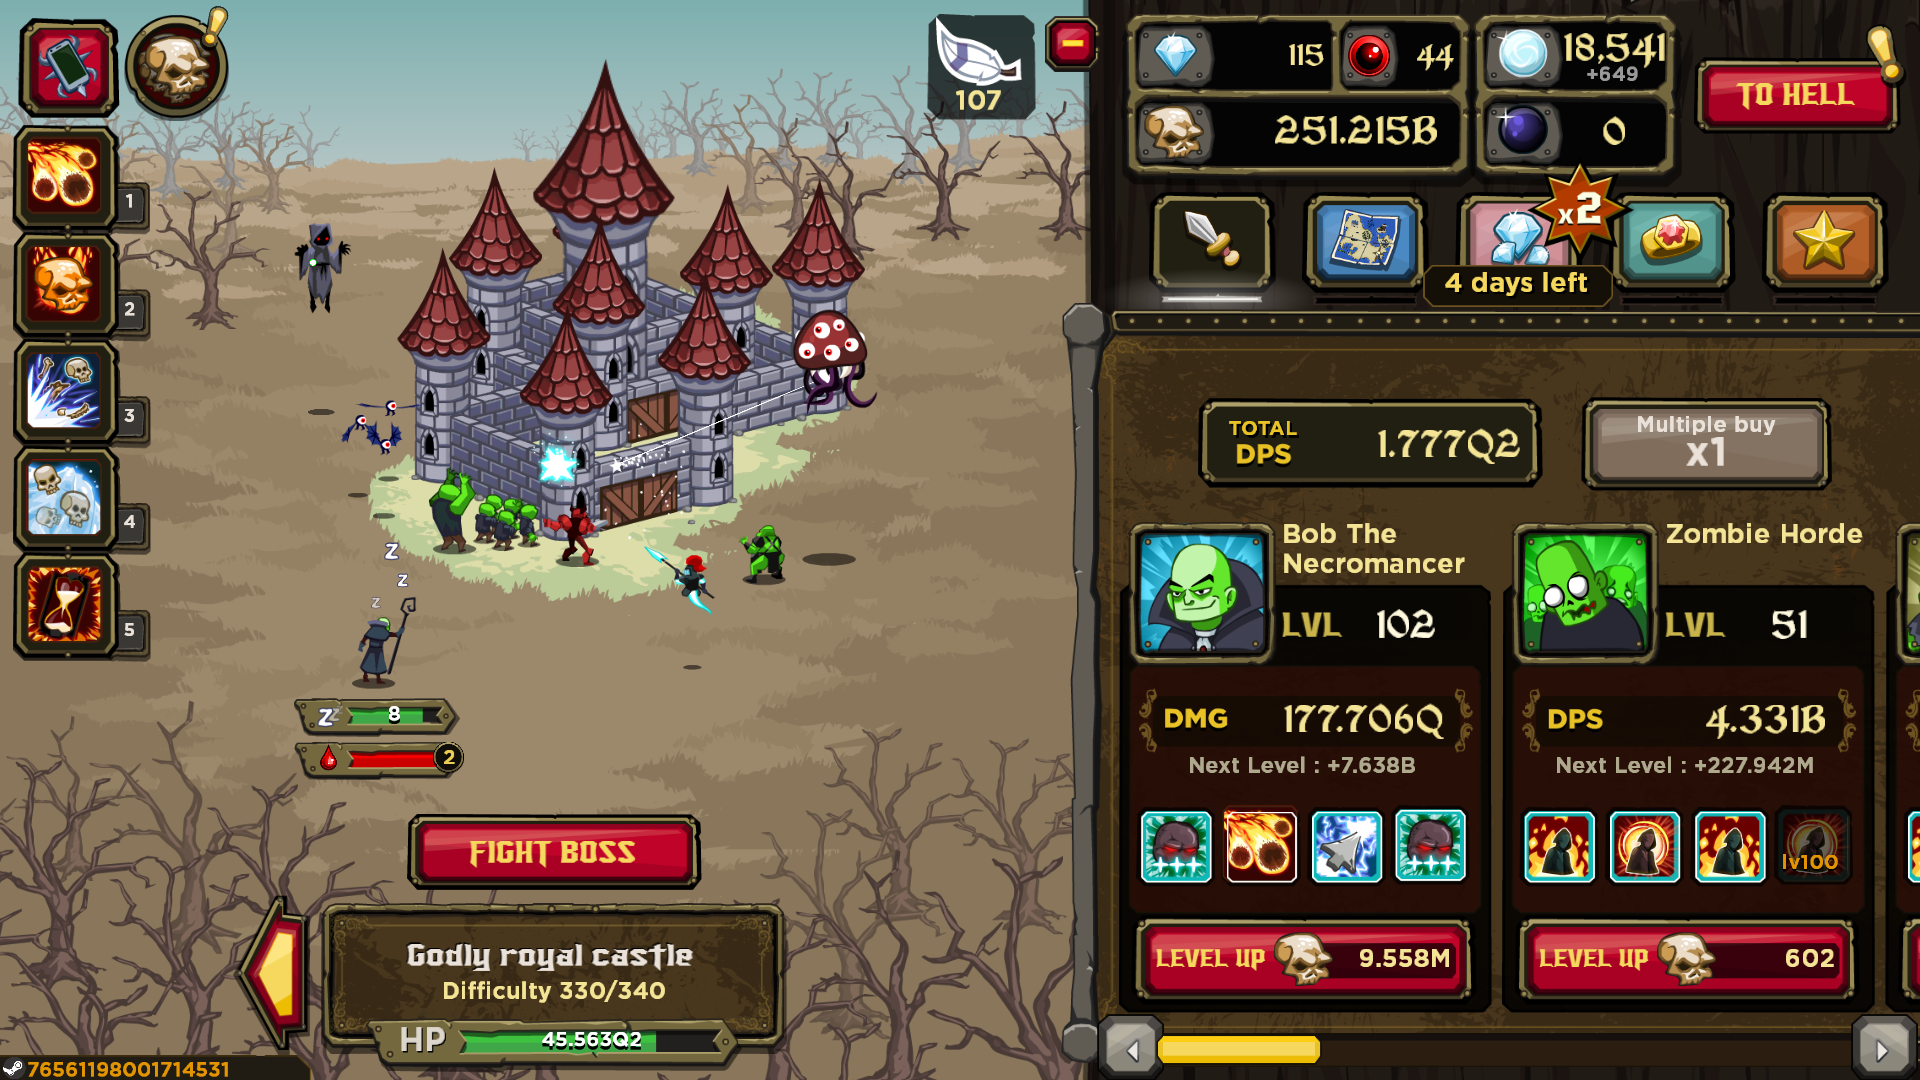 107
115
44
18,541
+649
TO HELL
251.215B
0
x2
4 days left
1
2
3
4
5
TOTAL DPS
1.777Q2
Multiple buy
x1
Bob The Necromancer
LVL 102
DMG 177.706Q
Next Level : +7.638B
LEVEL UP 9.558M
Zombie Horde
LVL 51
DPS 4.331B
Next Level : +227.942M
lv100
LEVEL UP 602
Z
Z
Z
ZZ 8
2
FIGHT BOSS
Godly royal castle
Difficulty 330/340
HP 45.563Q2
76561198001714531